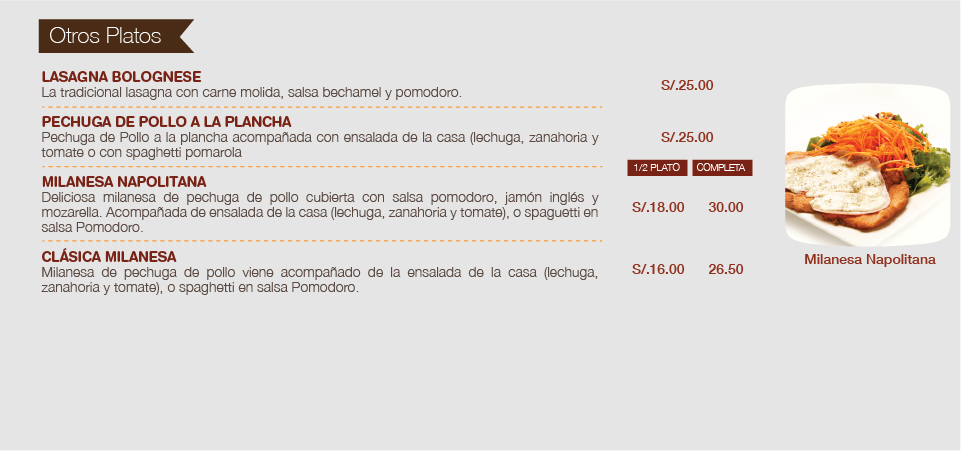 Otros Platos
LASAGNA BOLOGNESE
La tradicional lasagna con carne molida, salsa bechamel y pomodoro.
S/.25.00
PECHUGA DE POLLO A LA PLANCHA
Pechuga de Pollo a la plancha acompañada con ensalada de la casa (lechuga, zanahoria y
tomate o con spaghetti pomarola
S/.25.00
1/2 PLATO COMPLETA
MILANESA NAPOLITANA
Deliciosa milanesa de pechuga de pollo cubierta con salsa pomodoro, jamón inglés y
mozarella. Acompañada de ensalada de la casa (lechuga, zanahoria y tomate), o spaguetti en
salsa Pomodoro.
S/.18.00 30.00
CLÁSICA MILANESA
Milanesa de pechuga de pollo viene acompañado de la ensalada de la casa (lechuga,
zanahoria y tomate), o spaghetti en salsa Pomodoro.
S/.16.00 26.50
Milanesa Napolitana